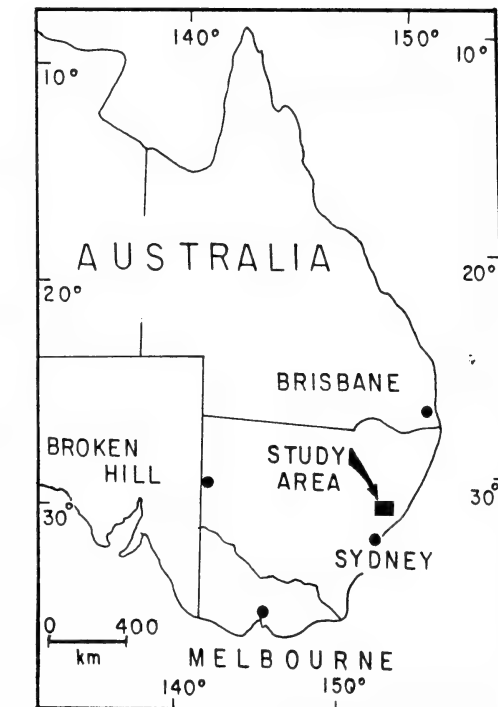 140° 150°
10° 10°
AUSTRALIA
20° 20°
BRISBANE
BROKEN
HILL
STUDY
AREA
30° 30°
SYDNEY
0 400
km
MELBOURNE
140° 150°